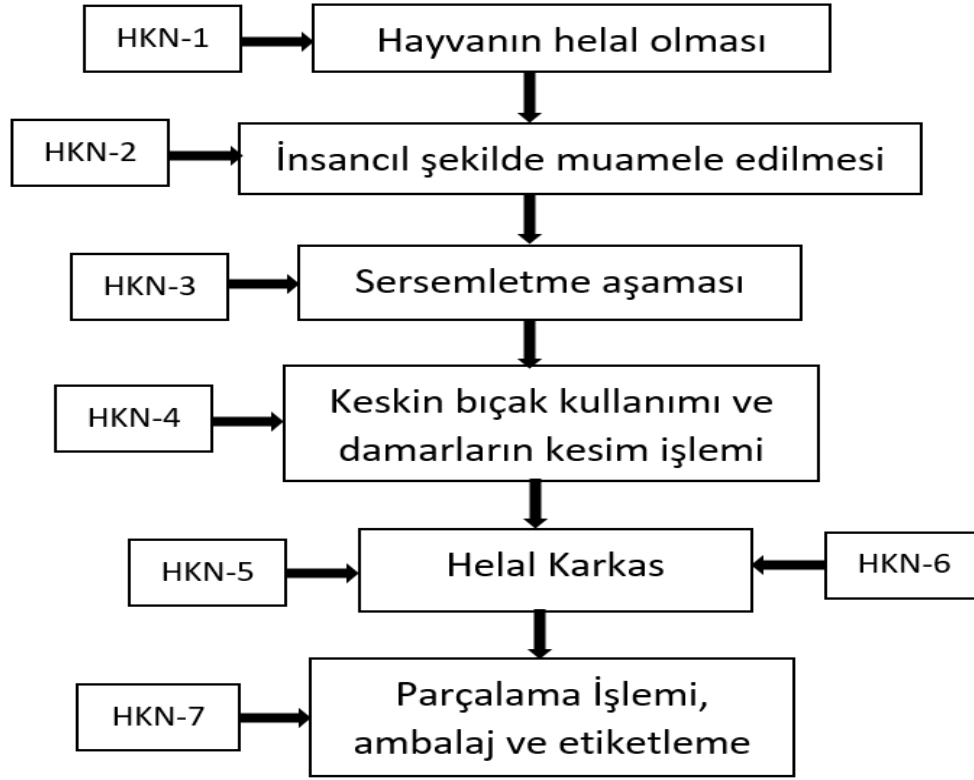 HKN-1
Hayvanın helal olması
HKN-2
İnsancıl şekilde muamele edilmesi
HKN-3
Sersemletme aşaması
HKN-4
Keskin bıçak kullanımı ve
damarların kesim işlemi
HKN-5
Helal Karkas
HKN-6
HKN-7
Parçalama İşlemi,
ambalaj ve etiketleme